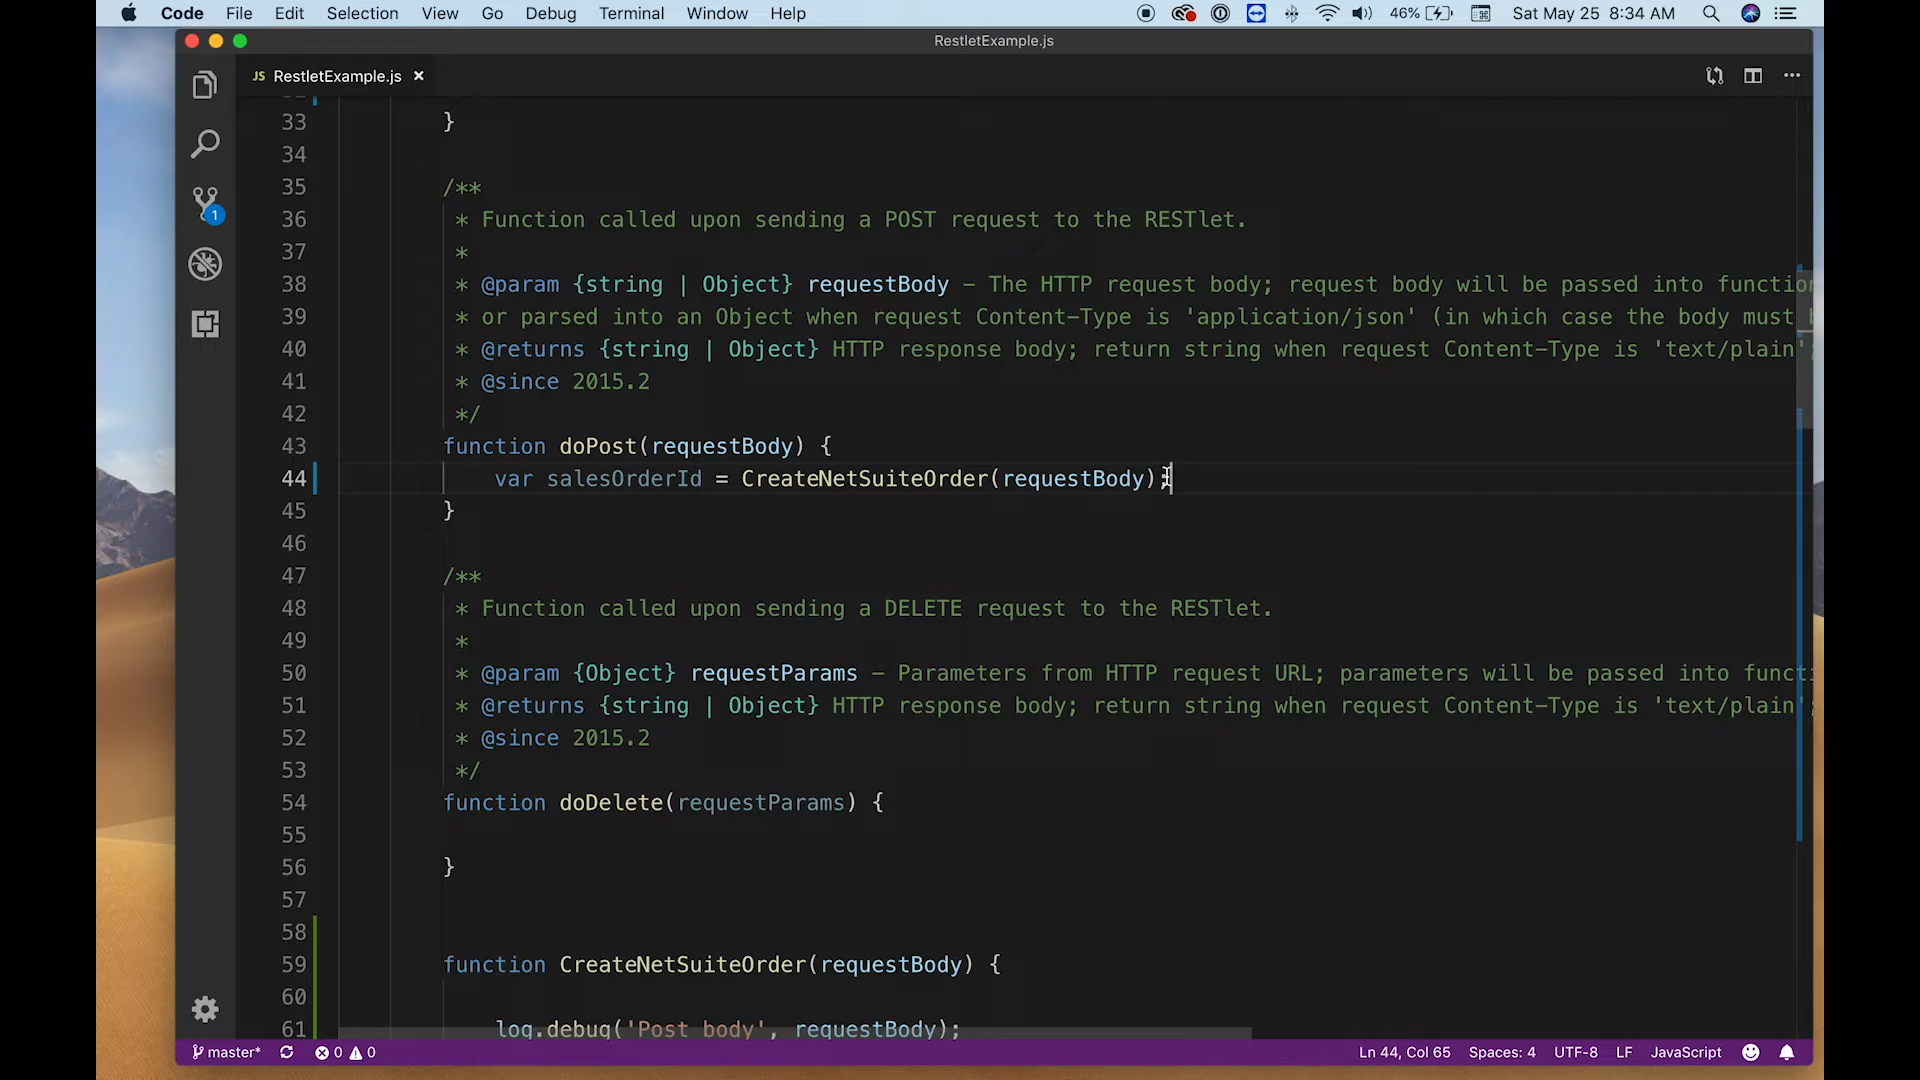 Code File Edit Selection View Go Debug Terminal Window Help 46% Sat May 25 8:34 AM
RestletExample.js
JS RestletExample.js ×
33 }
34
35 /**
36 * Function called upon sending a POST request to the RESTlet.
37 *
38 * @param {string | Object} requestBody - The HTTP request body; request body will be passed into function
39 * or parsed into an Object when request Content-Type is 'application/json' (in which case the body must
40 * @returns {string | Object} HTTP response body; return string when request Content-Type is 'text/plain';
41 * @since 2015.2
42 */
43 function doPost(requestBody) {
44 var salesOrderId = CreateNetSuiteOrder(requestBody);
45 }
46
47 /**
48 * Function called upon sending a DELETE request to the RESTlet.
49 *
50 * @param {Object} requestParams - Parameters from HTTP request URL; parameters will be passed into
51 * @returns {string | Object} HTTP response body; return string when request Content-Type is 'text/plain';
52 * @since 2015.2
53 */
54 function doDelete(requestParams) {
55
56 }
57
58
59 function CreateNetSuiteOrder(requestBody) {
60
61 log.debug('Post body', requestBody);
1
master* 0 0 Ln 44, Col 65 Spaces: 4 UTF-8 LF JavaScript